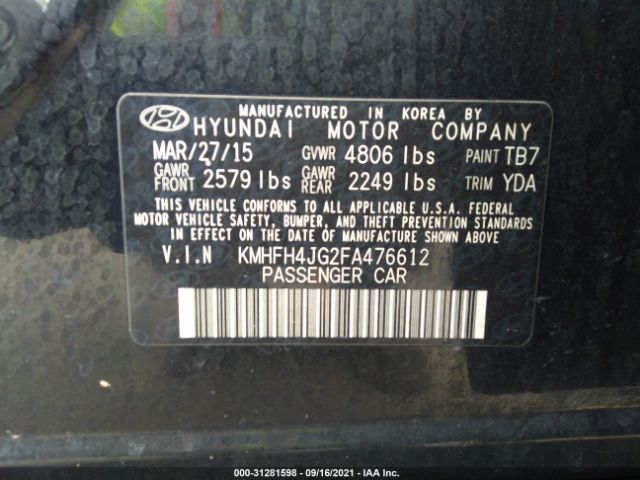 MANUFACTURED IN KOREA BY
HYUNDAI MOTOR COMPANY
MAR/27/15 GVWR 4806 lbs PAINT TB7
GAWR FRONT 2579 lbs GAWR REAR 2249 lbs TRIM YDA
THIS VEHICLE CONFORMS TO ALL APPLICABLE U.S.A. FEDERAL
MOTOR VEHICLE SAFETY, BUMPER, AND THEFT PREVENTION STANDARDS
IN EFFECT ON THE DATE OF MANUFACTURE SHOWN ABOVE
V.I.N KMHFH4JG2FA476612
PASSENGER CAR
000-31281598 - 09/16/2021 - IAA Inc.